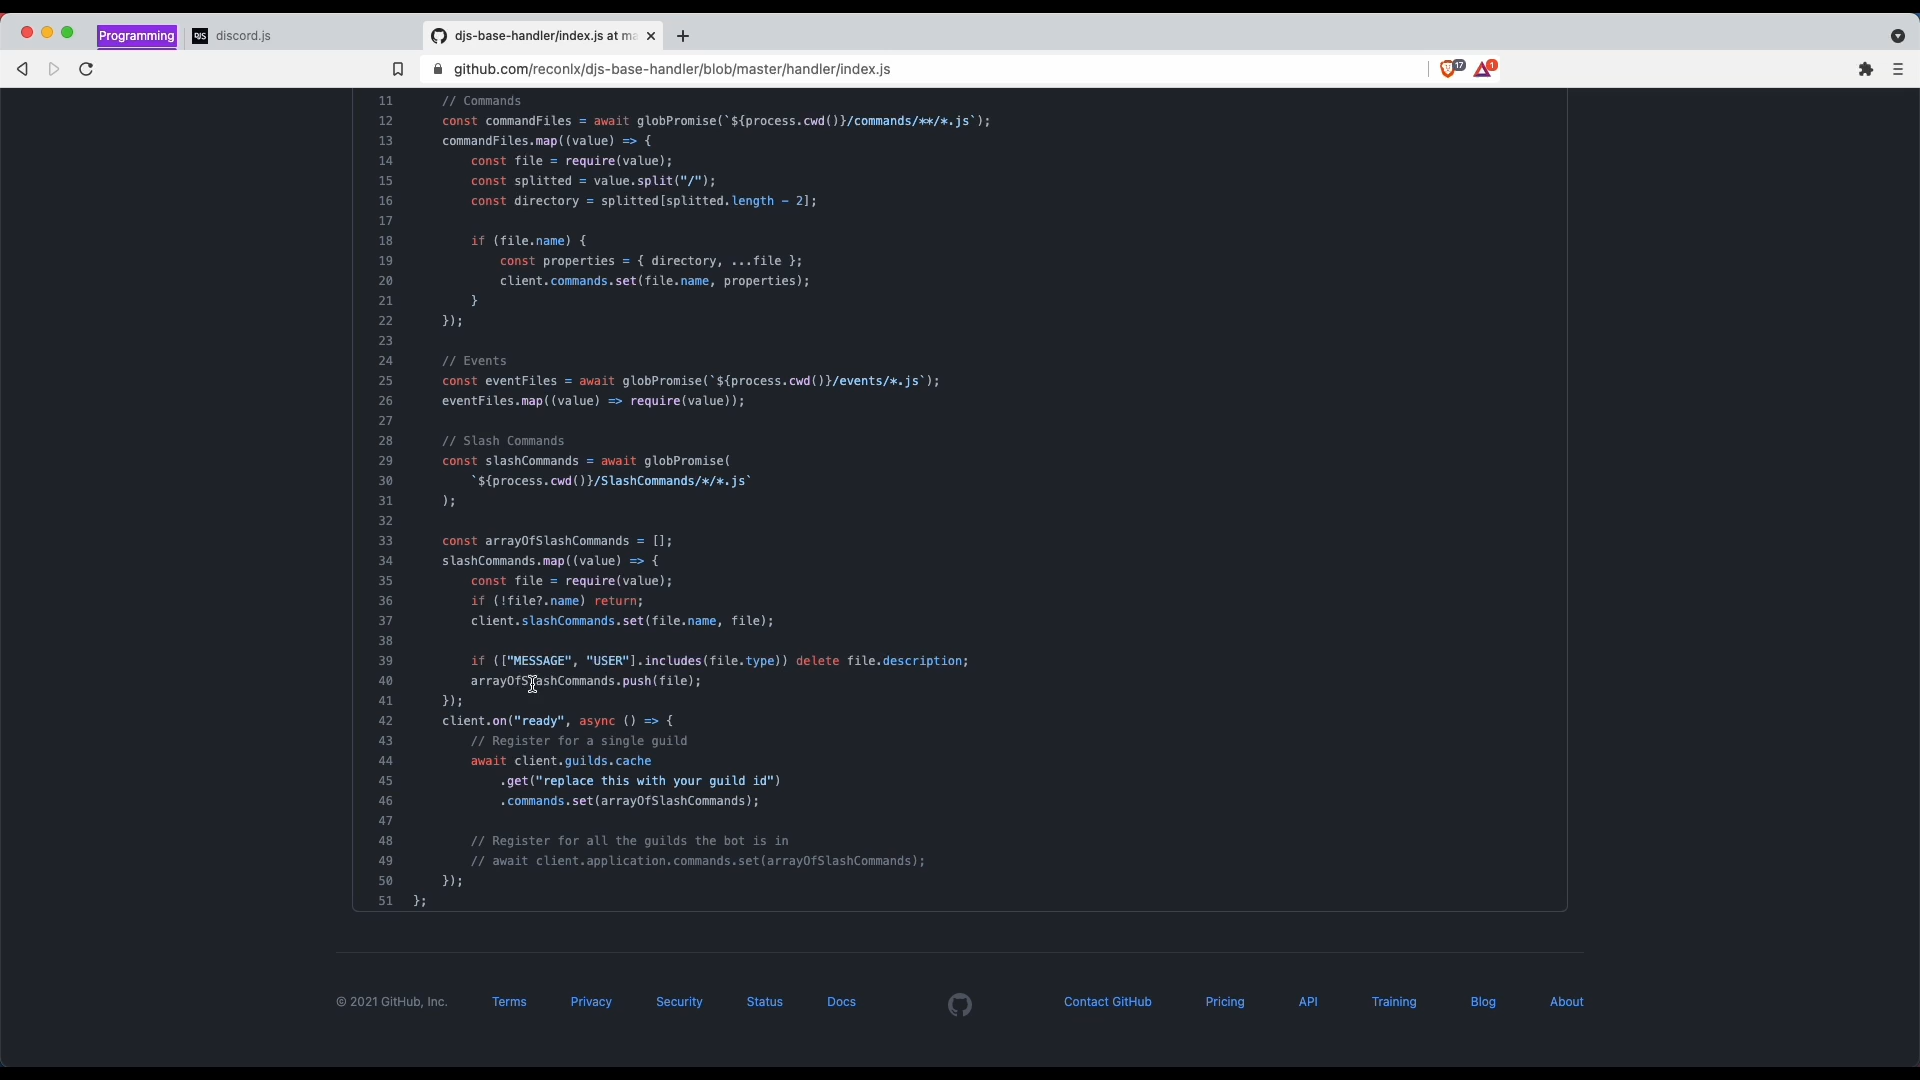 Programming
DJS
discord.js
djs-base-handler/index.js at ma
github.com/reconlx/djs-base-handler/blob/master/handler/index.js
17
1
11 // Commands
12 const commandFiles = await globPromise(`${process.cwd()}/commands/**/*.js`);
13 commandFiles.map((value) => {
14 const file = require(value);
15 const splitted = value.split("/");
16 const directory = splitted[splitted.length - 2];
17
18 if (file.name) {
19 const properties = { directory, ...file };
20 client.commands.set(file.name, properties);
21 }
22 });
23
24 // Events
25 const eventFiles = await globPromise(`${process.cwd()}/events/*.js`);
26 eventFiles.map((value) => require(value));
27
28 // Slash Commands
29 const slashCommands = await globPromise(
30 `${process.cwd()}/SlashCommands/*/*.js`
31 );
32
33 const arrayOfSlashCommands = [];
34 slashCommands.map((value) => {
35 const file = require(value);
36 if (!file?.name) return;
37 client.slashCommands.set(file.name, file);
38
39 if (["MESSAGE", "USER"].includes(file.type)) delete file.description;
40 arrayOfSlashCommands.push(file);
41 });
42 client.on("ready", async () => {
43 // Register for a single guild
44 await client.guilds.cache
45 .get("replace this with your guild id")
46 .commands.set(arrayOfSlashCommands);
47
48 // Register for all the guilds the bot is in
49 // await client.application.commands.set(arrayOfSlashCommands);
50 });
51 };
© 2021 GitHub, Inc. Terms Privacy Security Status Docs Contact GitHub Pricing API Training Blog About